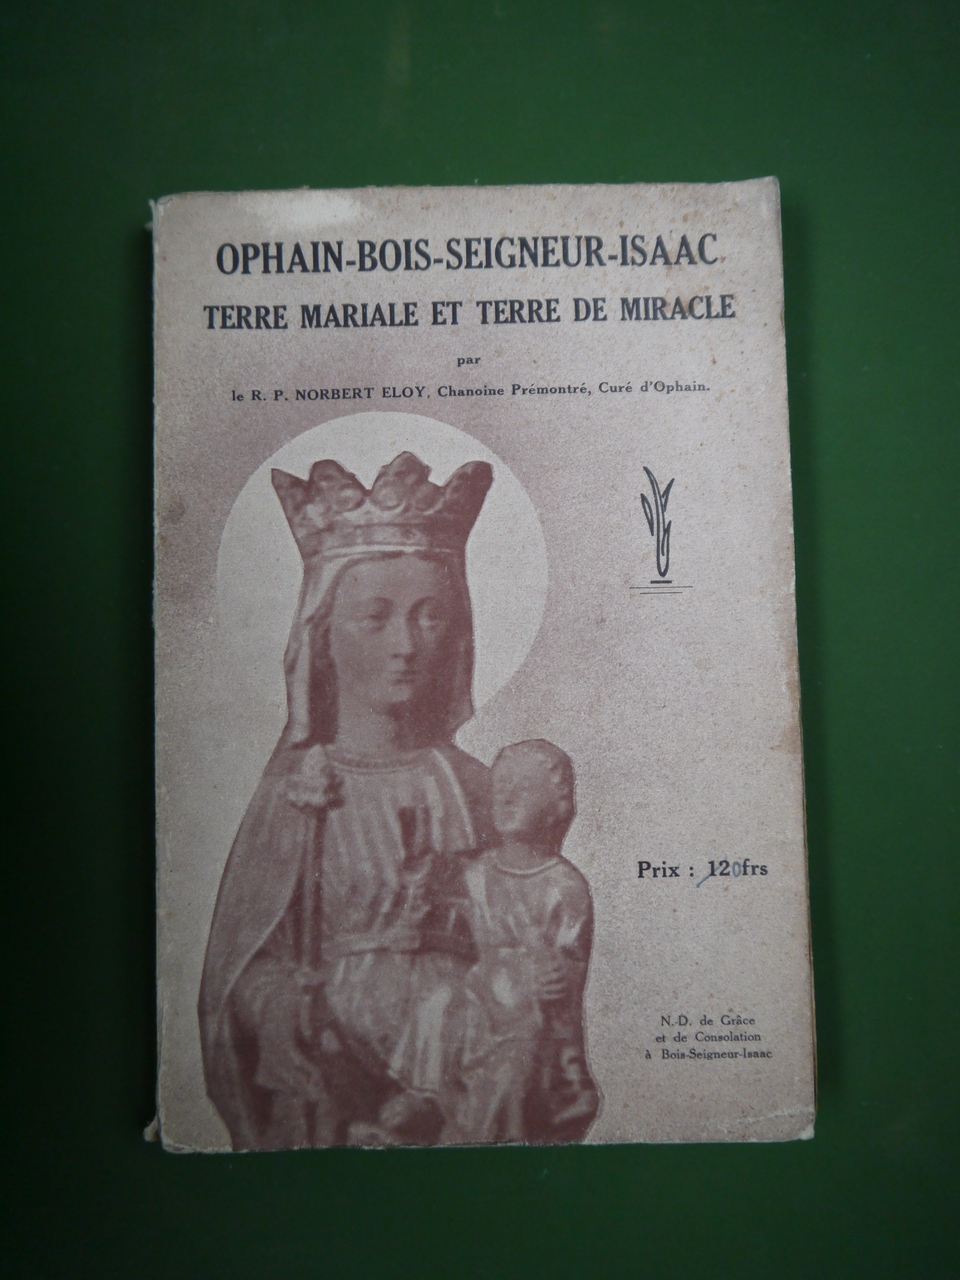 OPHAIN-BOIS-SEIGNEUR-ISAAC
TERRE MARIALE ET TERRE DE MIRACLE
par
le R. P. NORBERT ELOY, Chanoine Prémontré, Curé d'Ophain.
Prix : 120frs
N.-D. de Grâce
et de Consolation
à Bois-Seigneur-Isaac